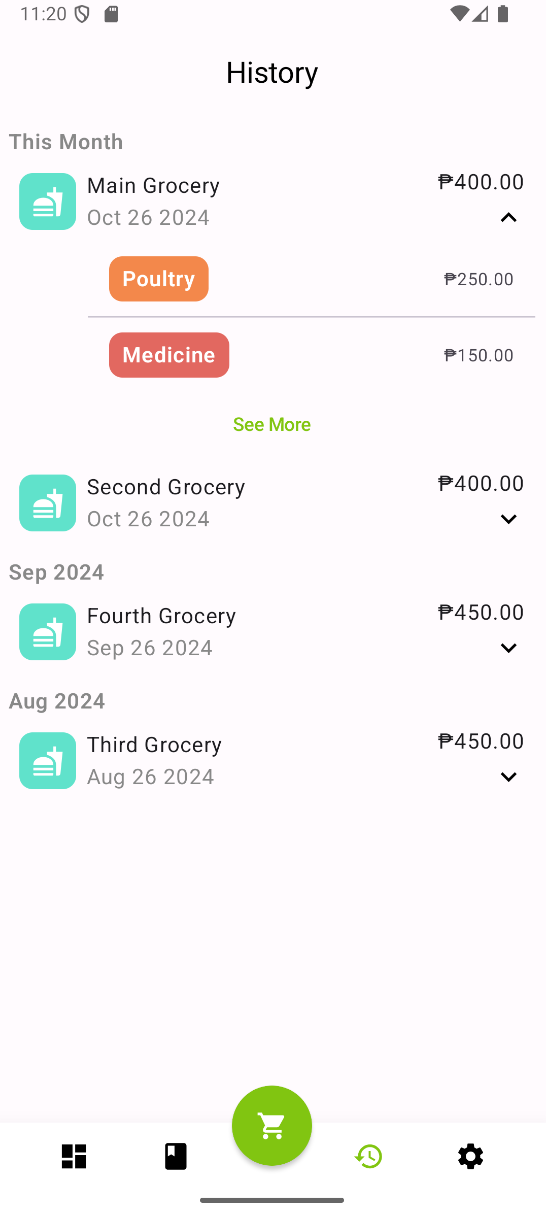 11:20
History
This Month
Main Grocery
₱400.00
Oct 26 2024
Poultry
₱250.00
Medicine
₱150.00
See More
Second Grocery
₱400.00
Oct 26 2024
Sep 2024
Fourth Grocery
₱450.00
Sep 26 2024
Aug 2024
Third Grocery
₱450.00
Aug 26 2024